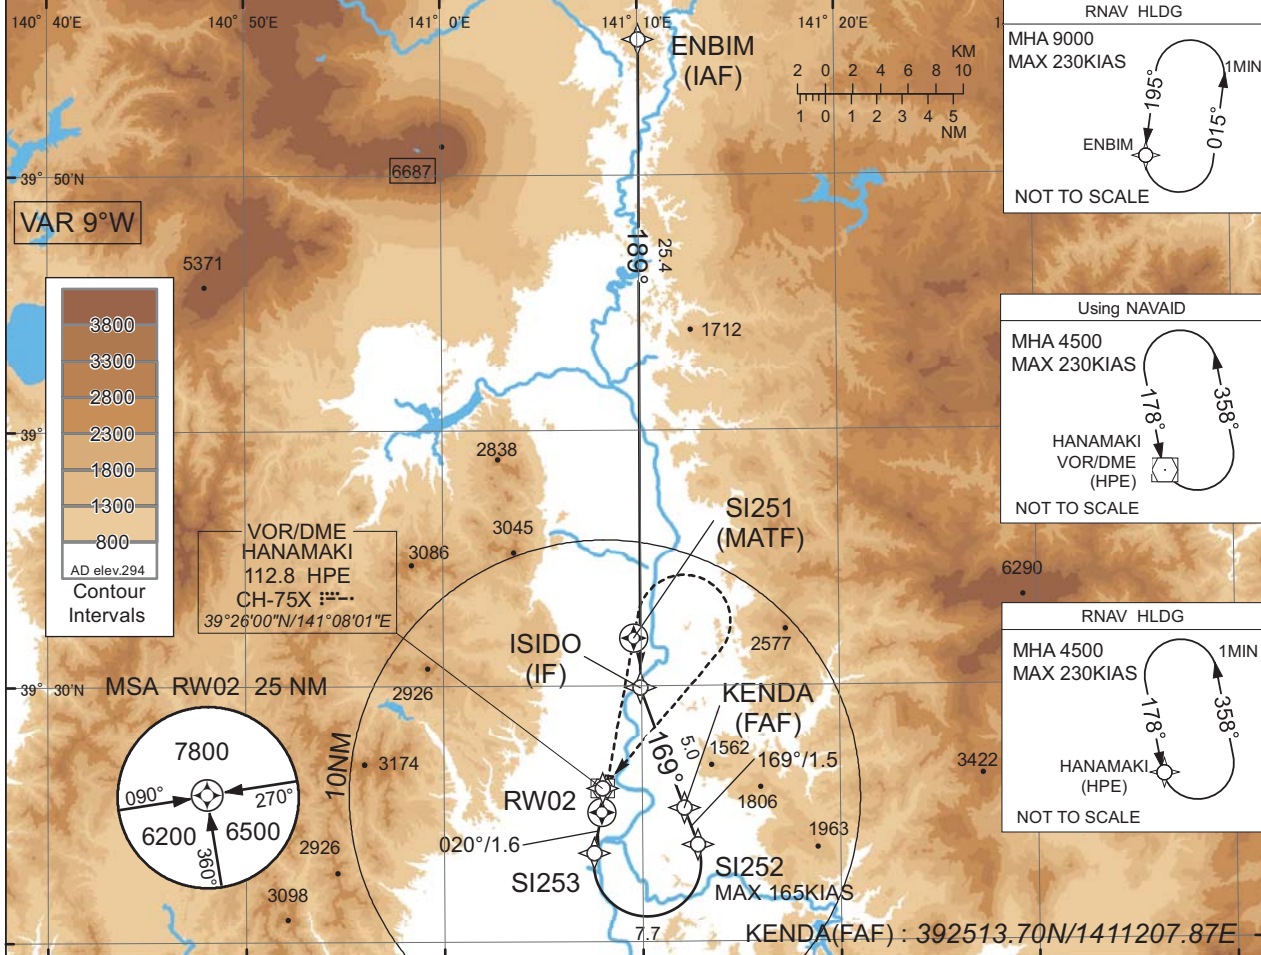 140° 40'E
140° 50'E
141° 0'E
141° 10'E
141° 20'E
ENBIM
(IAF)
KM
2 0 2 4 6 8 10
1 0 1 2 3 4 5
NM
RNAV HLDG
MHA 9000
MAX 230KIAS
1MIN
195°
015°
ENBIM
NOT TO SCALE
6687
39° 50'N
VAR 9°W
5371
189°
25.4
1712
3800
3300
2800
2300
1800
1300
800
AD elev.294
Contour
Intervals
39°
2838
Using NAVAID
MHA 4500
MAX 230KIAS
178°
358°
HANAMAKI
VOR/DME
(HPE)
NOT TO SCALE
SI251
(MATF)
3045
3086
VOR/DME
HANAMAKI
112.8 HPE
CH-75X
39°26'00"N/141°08'01"E
6290
2577
ISIDO
(IF)
39° 30'N
MSA RW02 25 NM
2926
KENDA
(FAF)
RNAV HLDG
MHA 4500
MAX 230KIAS
1MIN
178°
358°
HANAMAKI
(HPE)
NOT TO SCALE
7800
090°
270°
6200
6500
360°
10NM
3174
169°
5.0
1562
169°/1.5
3422
1806
RW02
020°/1.6
1963
2926
SI253
SI252
MAX 165KIAS
3098
7.7
KENDA(FAF) : 392513.70N/1411207.87E